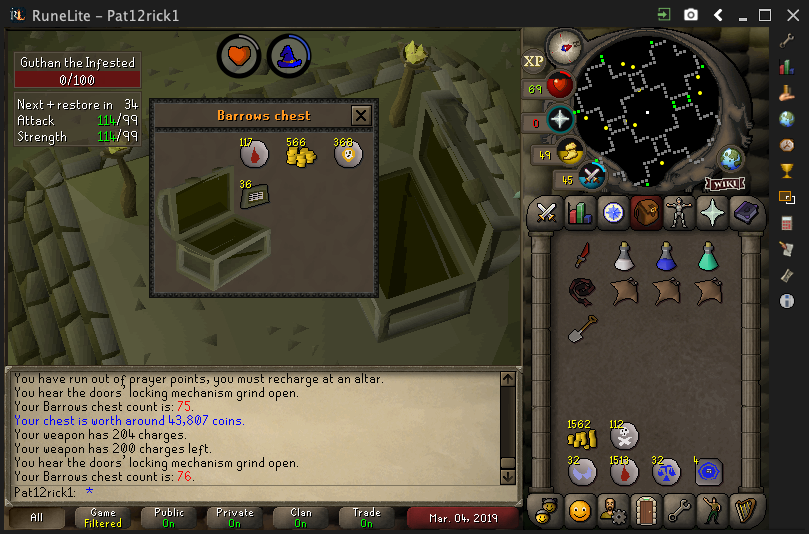 RuneLite - Pat12rick1
Guthan the Infested
0/100
Next + restore in 34
Attack 114/99
Strength 114/99
Barrows chest
117
566
368
36
XP
69
0
49
45
WIKI
You have run out of prayer points, you must recharge at an altar.
You hear the doors' locking mechanism grind open.
Your Barrows chest count is: 75.
Your chest is worth around 43,807 coins.
Your weapon has 204 charges.
Your weapon has 200 charges left.
You hear the doors' locking mechanism grind open.
Your Barrows chest count is: 76.
Pat12rick1: *
1562
112
32
1513
32
4
All
Game
Filtered
Public
On
Private
On
Clan
On
Trade
On
Mar. 04, 2019